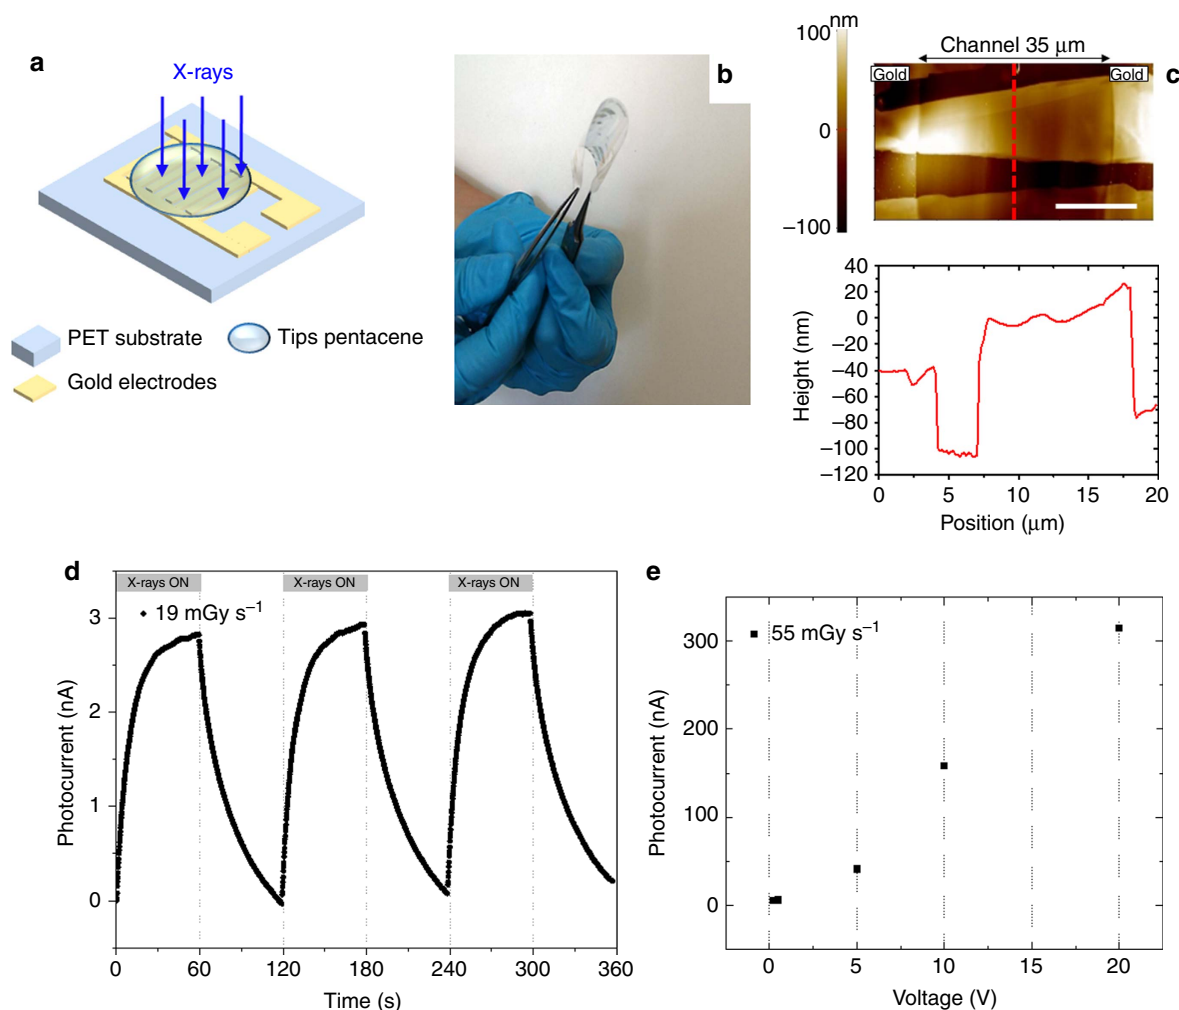 a
X-rays
PET substrate
Tips pentacene
Gold electrodes
b
nm
100
0
−100
Channel 35 μm
Gold
Gold
c
40
20
0
−20
−40
−60
−80
−100
−120
Height (nm)
0
5
10
15
20
Position (μm)
d
X-rays ON
X-rays ON
X-rays ON
19 mGy s⁻¹
3
2
1
0
Photocurrent (nA)
0
60
120
180
240
300
360
Time (s)
e
55 mGy s⁻¹
300
200
100
0
Photocurrent (nA)
0
5
10
15
20
Voltage (V)